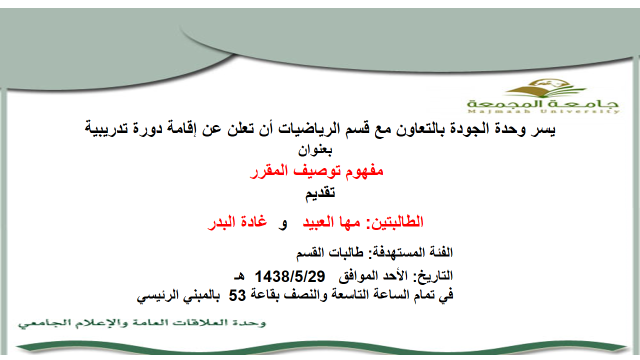 جامعة المجمعة
Majmaah University
يسر وحدة الجودة بالتعاون مع قسم الرياضيات أن تعلن عن إقامة دورة تدريبية
بعنوان
مفهوم توصيف المقرر
تقديم
الطالبتين: مها العبيد و غادة البدر
الفئة المستهدفة: طالبات القسم
التاريخ: الأحد الموافق 1438/5/29 هـ
في تمام الساعة التاسعة والنصف بقاعة 53 بالمبني الرئيسي
وحدة العلاقات العامة والإعلام الجامعي